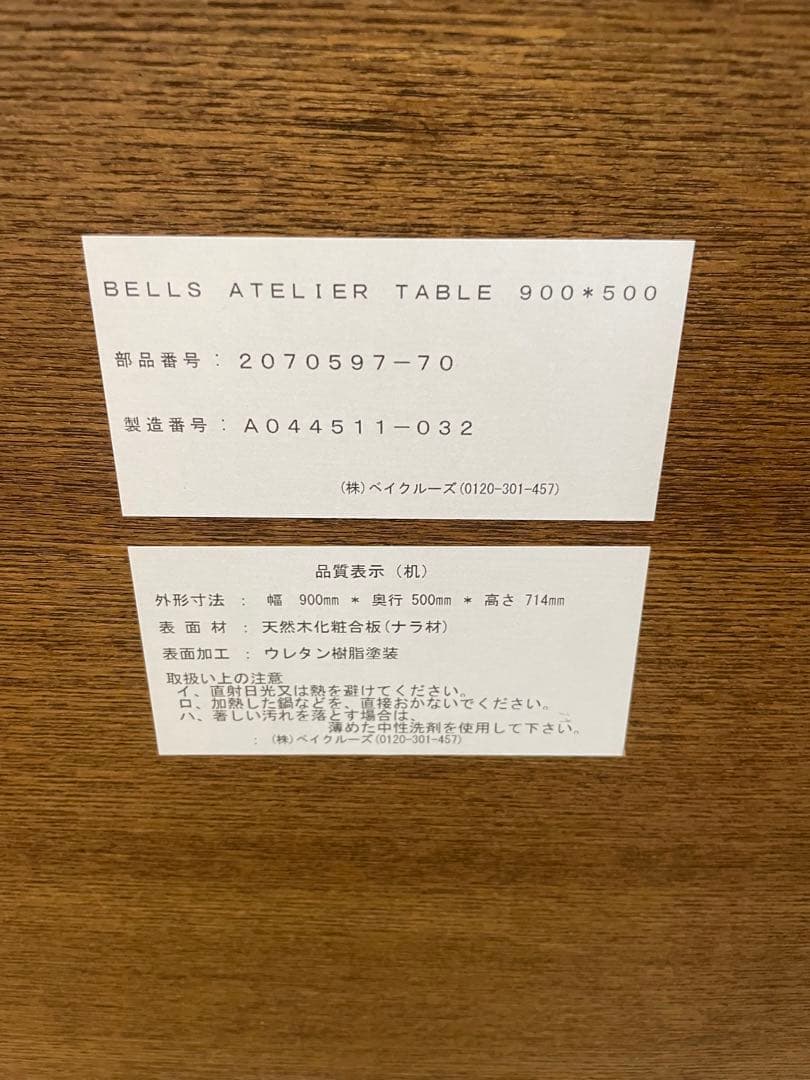 BELLS ATELIER TABLE 900*500
部品番号：2070597-70
製造番号：A044511-032
(株)ベイクルーズ(0120-301-457)
品質表示（机）
外形寸法 ： 幅 900mm * 奥行 500mm * 高さ 714mm
表面材 ： 天然木化粧合板(ナラ材)
表面加工 ： ウレタン樹脂塗装
取扱い上の注意
イ、直射日光又は熱を避けてください。
ロ、加熱した鍋などを、直接おかないでください。
ハ、著しい汚れを落とす場合は、
薄めた中性洗剤を使用して下さい。
： (株)ベイクルーズ(0120-301-457)